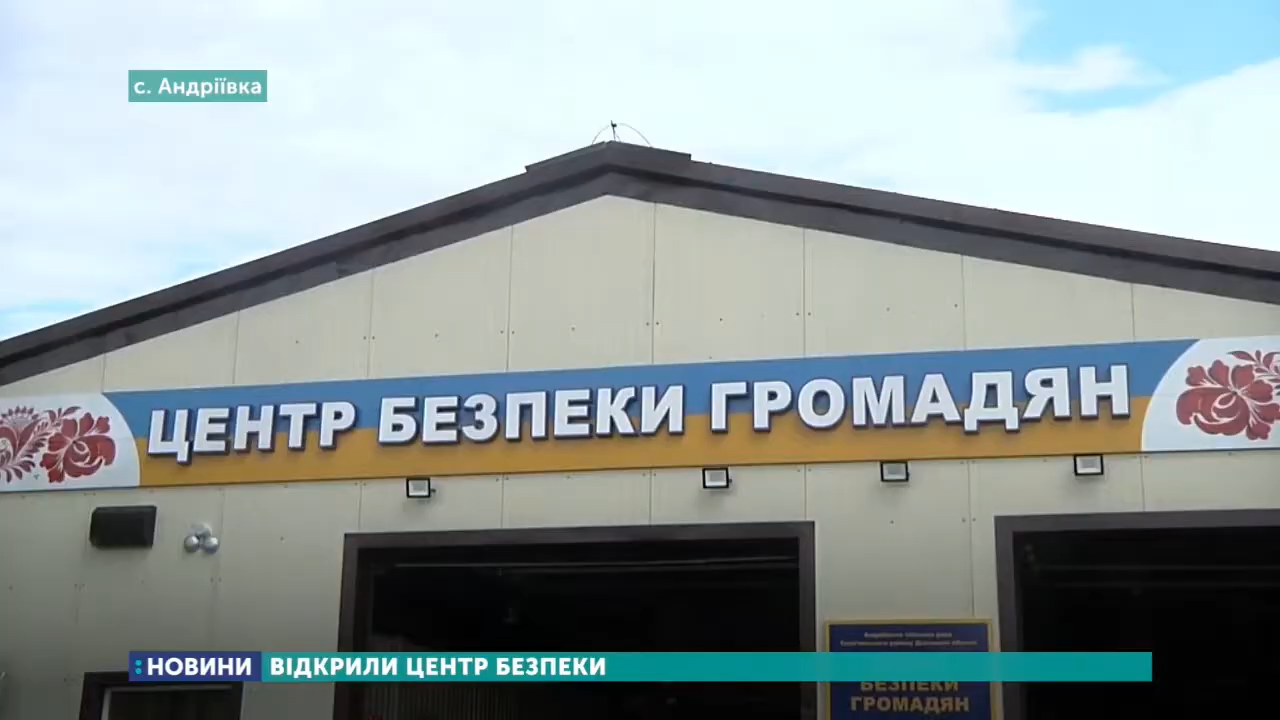 с. Андріївка
ЦЕНТР БЕЗПЕКИ ГРОМАДЯН
НОВИНИ ВІДКРИЛИ ЦЕНТР БЕЗПЕКИ
БЕЗПЕКИ
ГРОМАДЯН